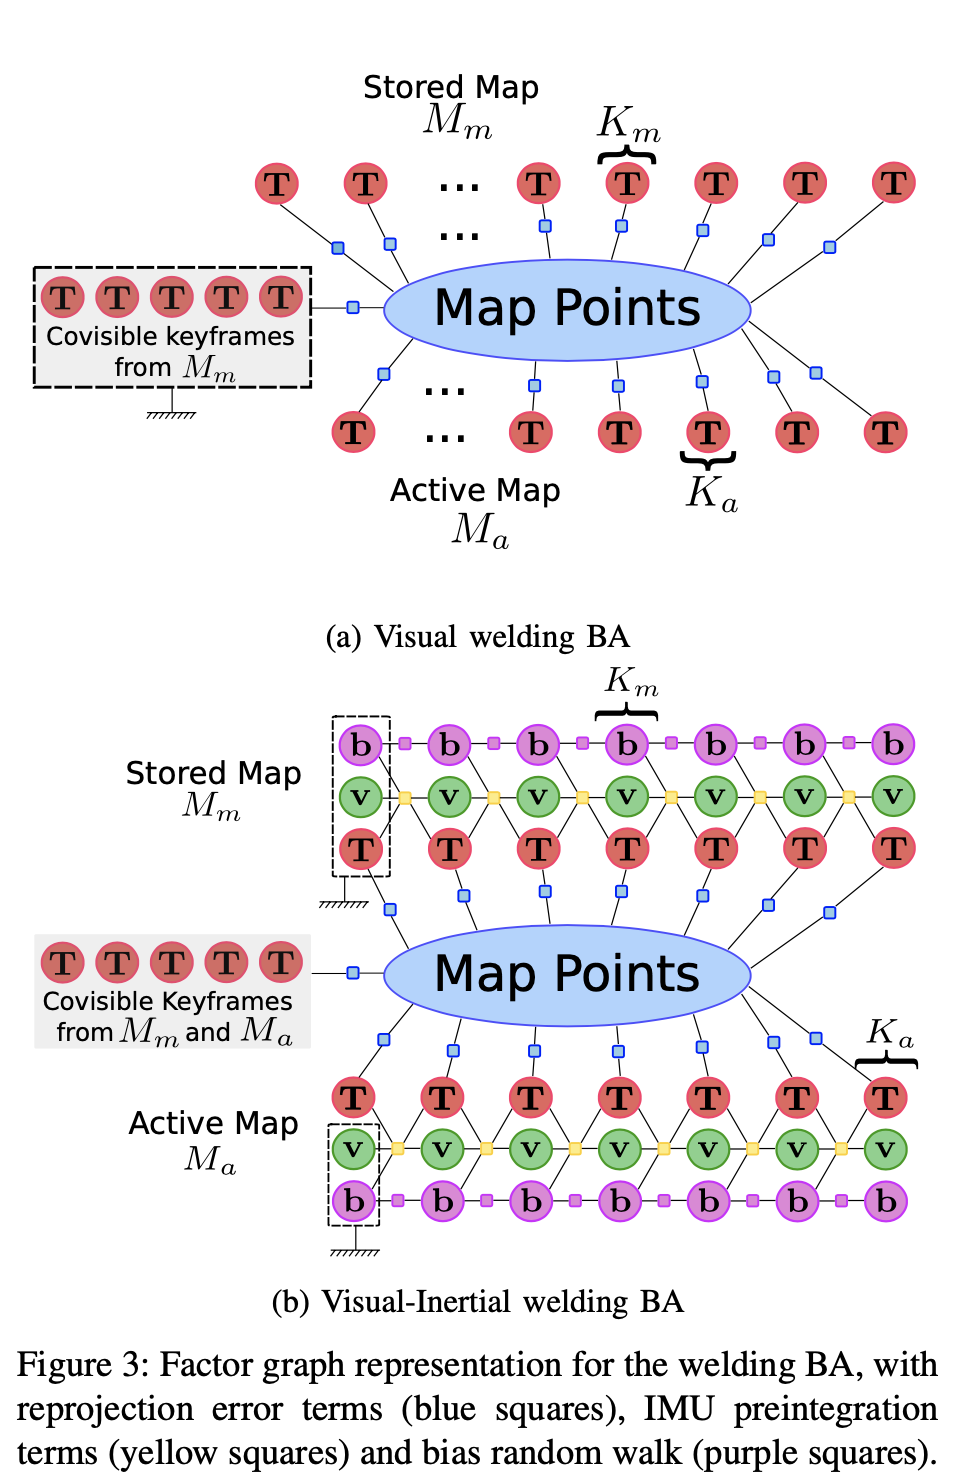 Stored Map
M_m
K_m
T T ... T T T T T
...
Map Points
T T T T T
Covisible keyframes
from M_m
...
T ... T T T T T
Active Map
M_a
K_a
(a) Visual welding BA
K_m
b b b b b b b
Stored Map
M_m
v v v v v v v
T T T T T T T
Map Points
T T T T T
Covisible Keyframes
from M_m and M_a
K_a
T T T T T T T
Active Map
M_a
v v v v v v v
b b b b b b b
(b) Visual-Inertial welding BA
Figure 3: Factor graph representation for the welding BA, with
reprojection error terms (blue squares), IMU preintegration
terms (yellow squares) and bias random walk (purple squares).